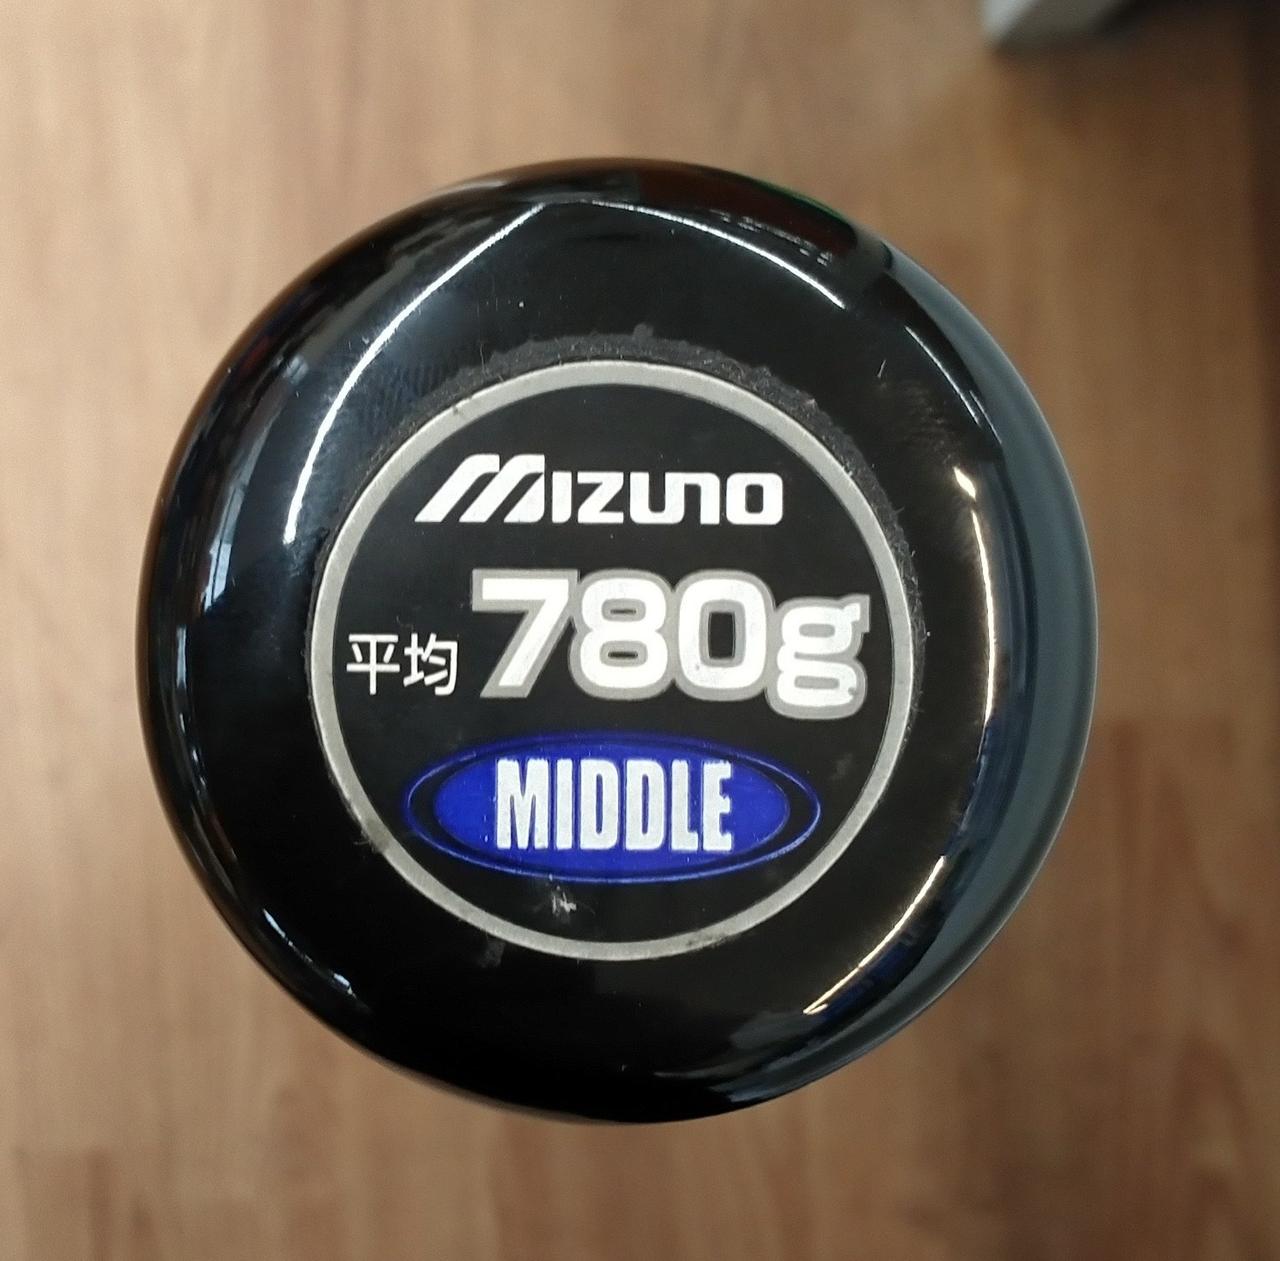 Mizuno
平均 780g
MIDDLE